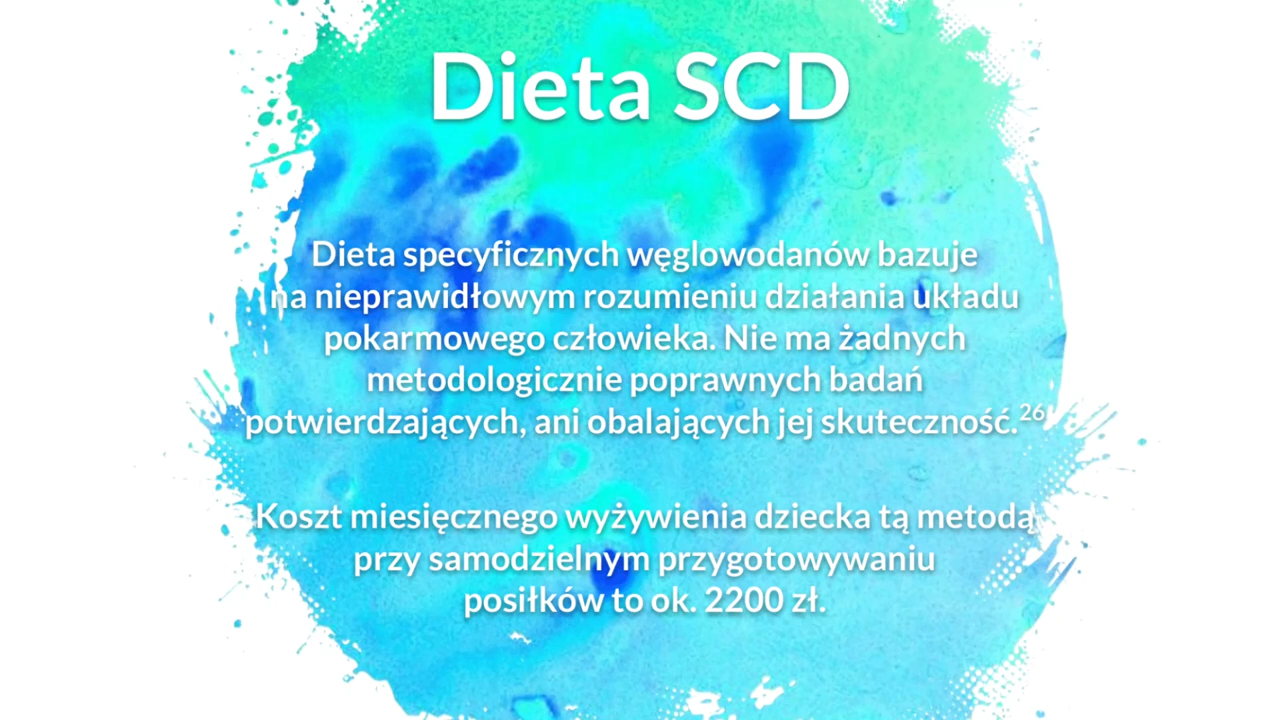 Dieta SCD
Dieta specyficznych węglowodanów bazuje
na nieprawidłowym rozumieniu działania układu
pokarmowego człowieka. Nie ma żadnych
metodologicznie poprawnych badań
potwierdzających, ani obalających jej skuteczność.26
Koszt miesięcznego wyżywienia dziecka tą metodą
przy samodzielnym przygotowywaniu
posiłków to ok. 2200 zł.